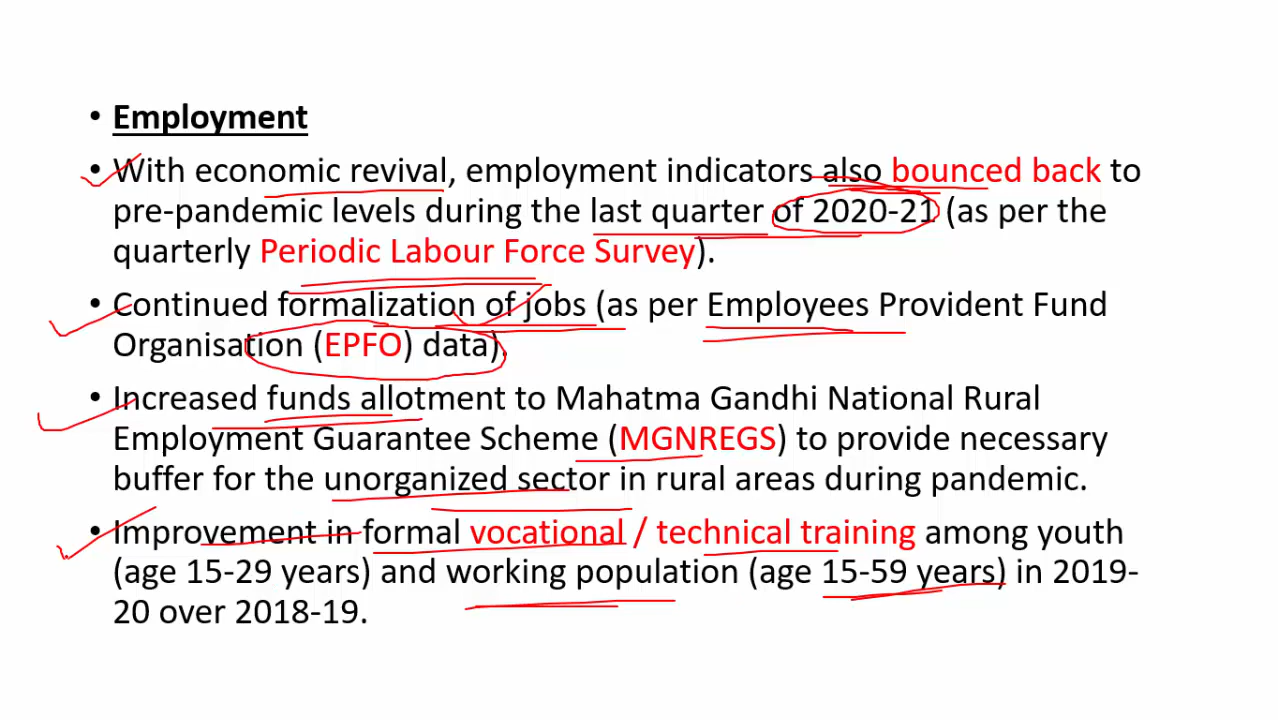 • Employment
• With economic revival, employment indicators also bounced back to
pre-pandemic levels during the last quarter of 2020-21 (as per the
quarterly Periodic Labour Force Survey).
• Continued formalization of jobs (as per Employees Provident Fund
Organisation (EPFO) data).
• Increased funds allotment to Mahatma Gandhi National Rural
Employment Guarantee Scheme (MGNREGS) to provide necessary
buffer for the unorganized sector in rural areas during pandemic.
• Improvement in formal vocational / technical training among youth
(age 15-29 years) and working population (age 15-59 years) in 2019-
20 over 2018-19.